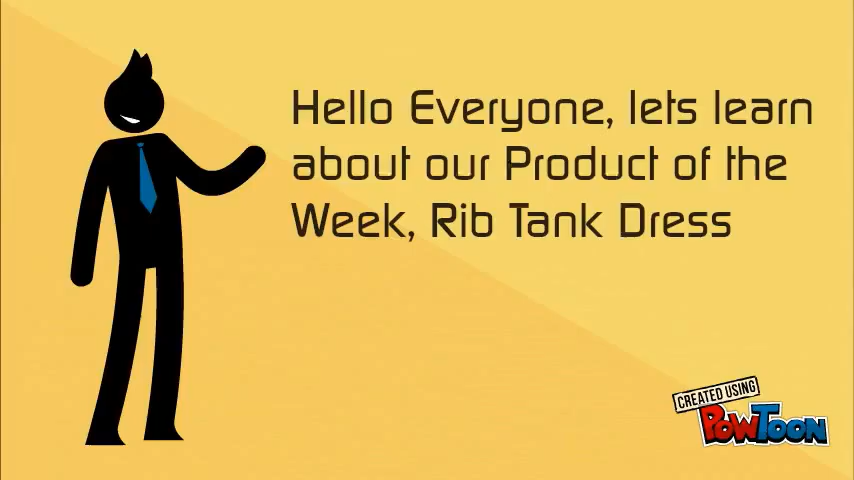 Hello Everyone, lets learn
about our Product of the
Week, Rib Tank Dress
CREATED USING
POWTOON